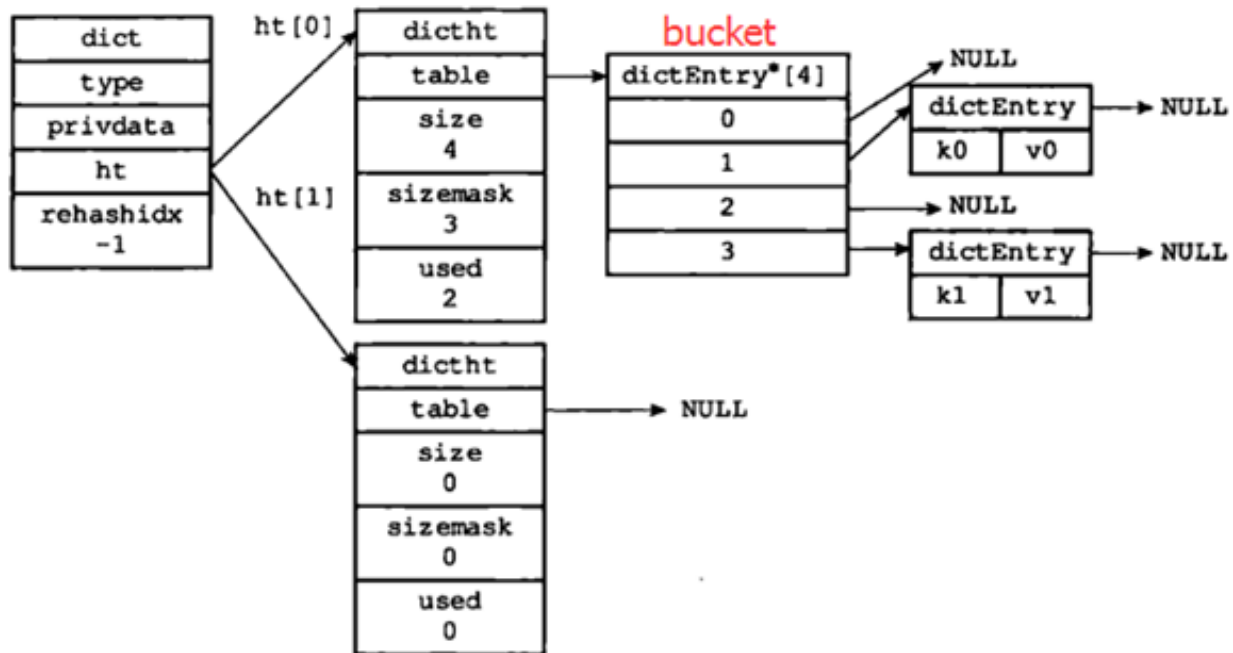 dict
type
privdata
ht
rehashidx
-1
ht[0]
ht[1]
dictht
table
size
4
sizemask
3
used
2
bucket
dictEntry*[4]
0
1
2
3
NULL
dictEntry
k0 v0
NULL
NULL
dictEntry
k1 v1
NULL
dictht
table
size
0
sizemask
0
used
0
NULL